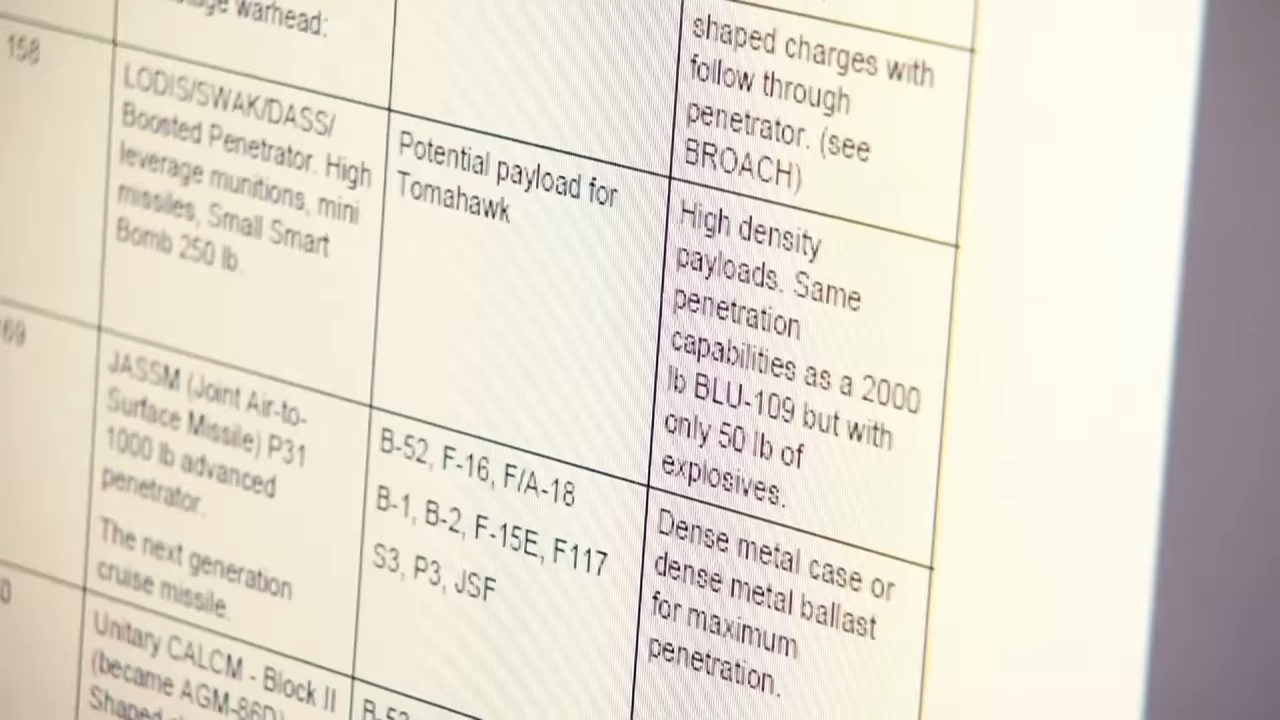 warhead:
shaped charges with
follow through
penetrator. (see
BROACH)
158
LODIS/SWAK/DASS/
Boosted Penetrator. High
leverage munitions, mini
missiles, Small Smart
Bomb 250 lb.
Potential payload for
Tomahawk
High density
payloads. Same
penetration
capabilities as a 2000
lb BLU-109 but with
only 50 lb of
explosives.
69
JASSM (Joint Air-to-
Surface Missile) P31
1000 lb advanced
penetrator.
The next generation
cruise missile.
B-52, F-16, F/A-18
B-1, B-2, F-15E, F117
S3, P3, JSF
Dense metal case or
dense metal ballast
for maximum
penetration.
0
Unitary CALCM - Block II
(became AGM-86D)
Shaped
B-52